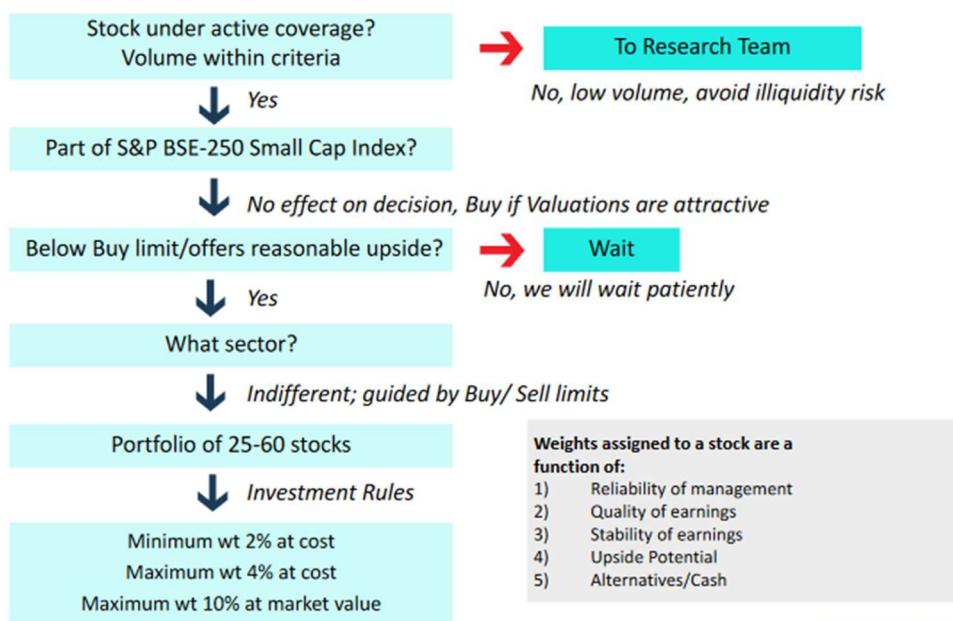 Stock under active coverage?
Volume within criteria
To Research Team
Yes
No, low volume, avoid illiquidity risk
Part of S&P BSE-250 Small Cap Index?
No effect on decision, Buy if Valuations are attractive
Below Buy limit/offers reasonable upside?
Wait
Yes
No, we will wait patiently
What sector?
Indifferent; guided by Buy/ Sell limits
Portfolio of 25-60 stocks
Investment Rules
Minimum wt 2% at cost
Maximum wt 4% at cost
Maximum wt 10% at market value
Weights assigned to a stock are a
function of:
1) Reliability of management
2) Quality of earnings
3) Stability of earnings
4) Upside Potential
5) Alternatives/Cash